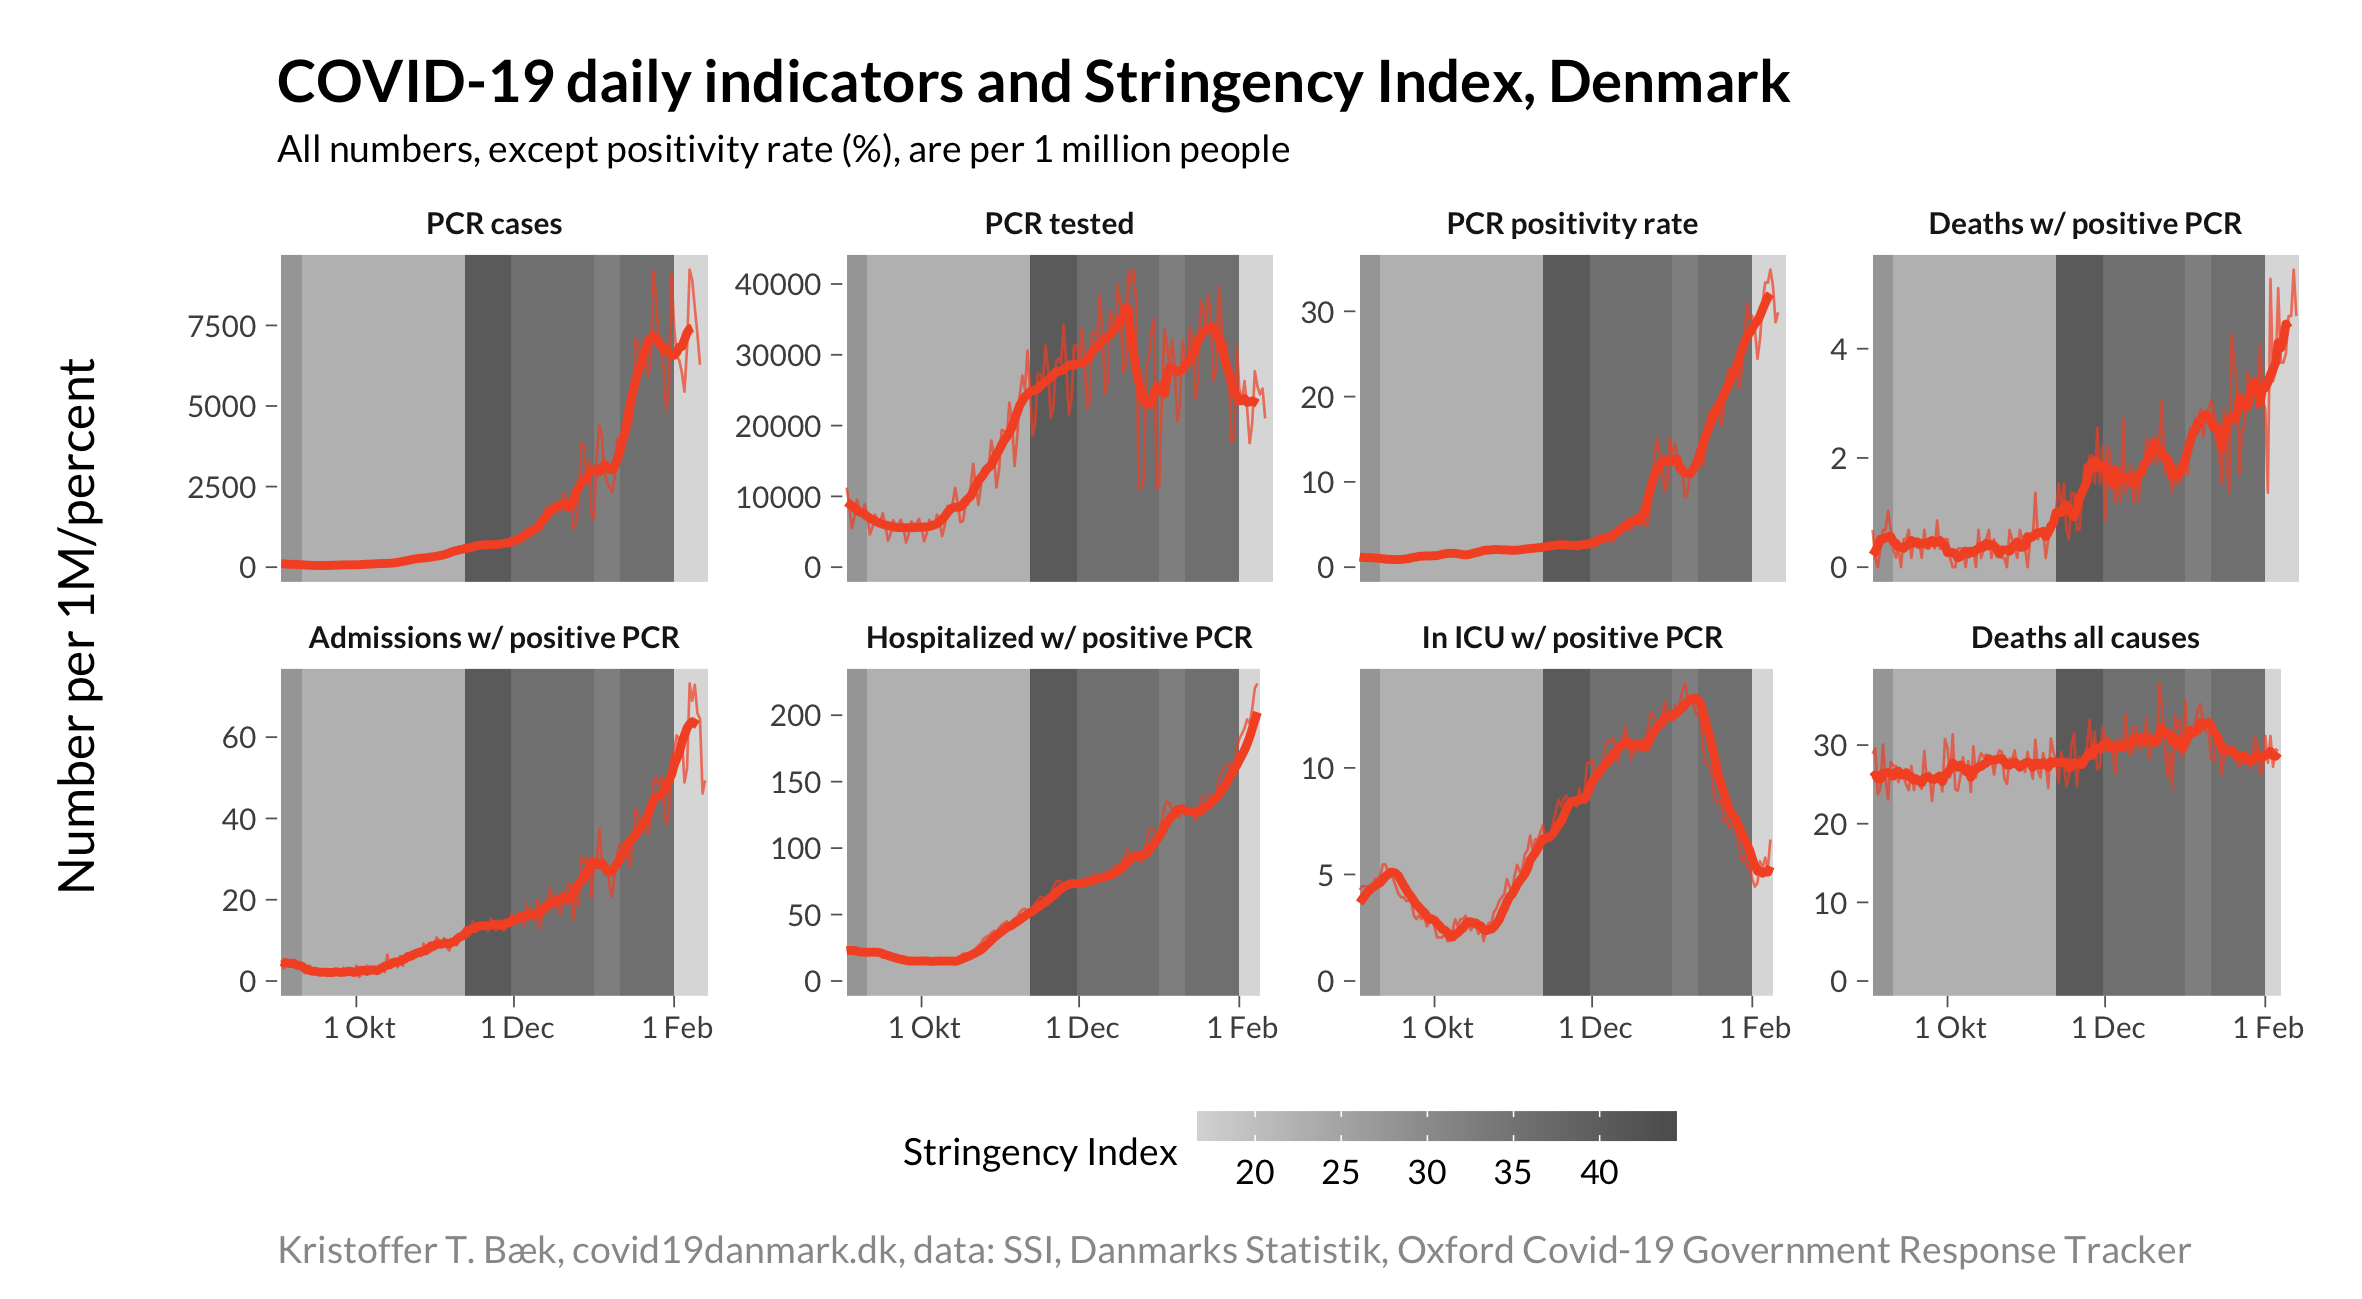 COVID-19 daily indicators and Stringency Index, Denmark
All numbers, except positivity rate (%), are per 1 million people
Number per 1M/percent
PCR cases
7500
5000
2500
0
PCR tested
40000
30000
20000
10000
0
PCR positivity rate
30
20
10
0
Deaths w/ positive PCR
4
2
0
Admissions w/ positive PCR
60
40
20
0
1 Okt 1 Dec 1 Feb
Hospitalized w/ positive PCR
200
150
100
50
0
1 Okt 1 Dec 1 Feb
In ICU w/ positive PCR
10
5
0
1 Okt 1 Dec 1 Feb
Deaths all causes
30
20
10
0
1 Okt 1 Dec 1 Feb
Stringency Index
20 25 30 35 40
Kristoffer T. Bæk, covid19danmark.dk, data: SSI, Danmarks Statistik, Oxford Covid-19 Government Response Tracker